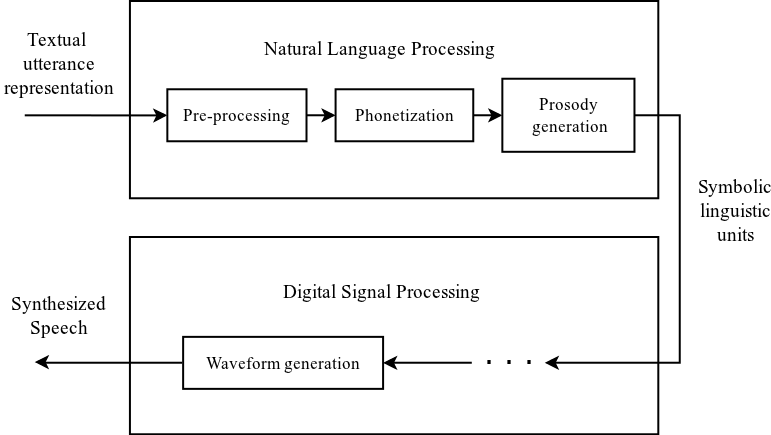 Textual
utterance
representation
Natural Language Processing
Pre-processing
Phonetization
Prosody
generation
Symbolic
linguistic
units
Digital Signal Processing
Synthesized
Speech
Waveform generation
. . .